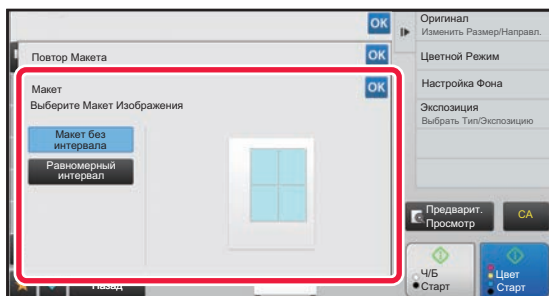 OK
Повтор Макета
OK
Макет
OK
Выберите Макет Изображения
Макет без
интервала
Равномерный
интервал
Назад
Оригинал
Изменить Размер/Направл.
Цветной Режим
Настройка Фона
Экспозиция
Выбрать Тип/Экспозицию
Предварит.
Просмотр
CA
Ч/Б
Старт
Цвет
Старт